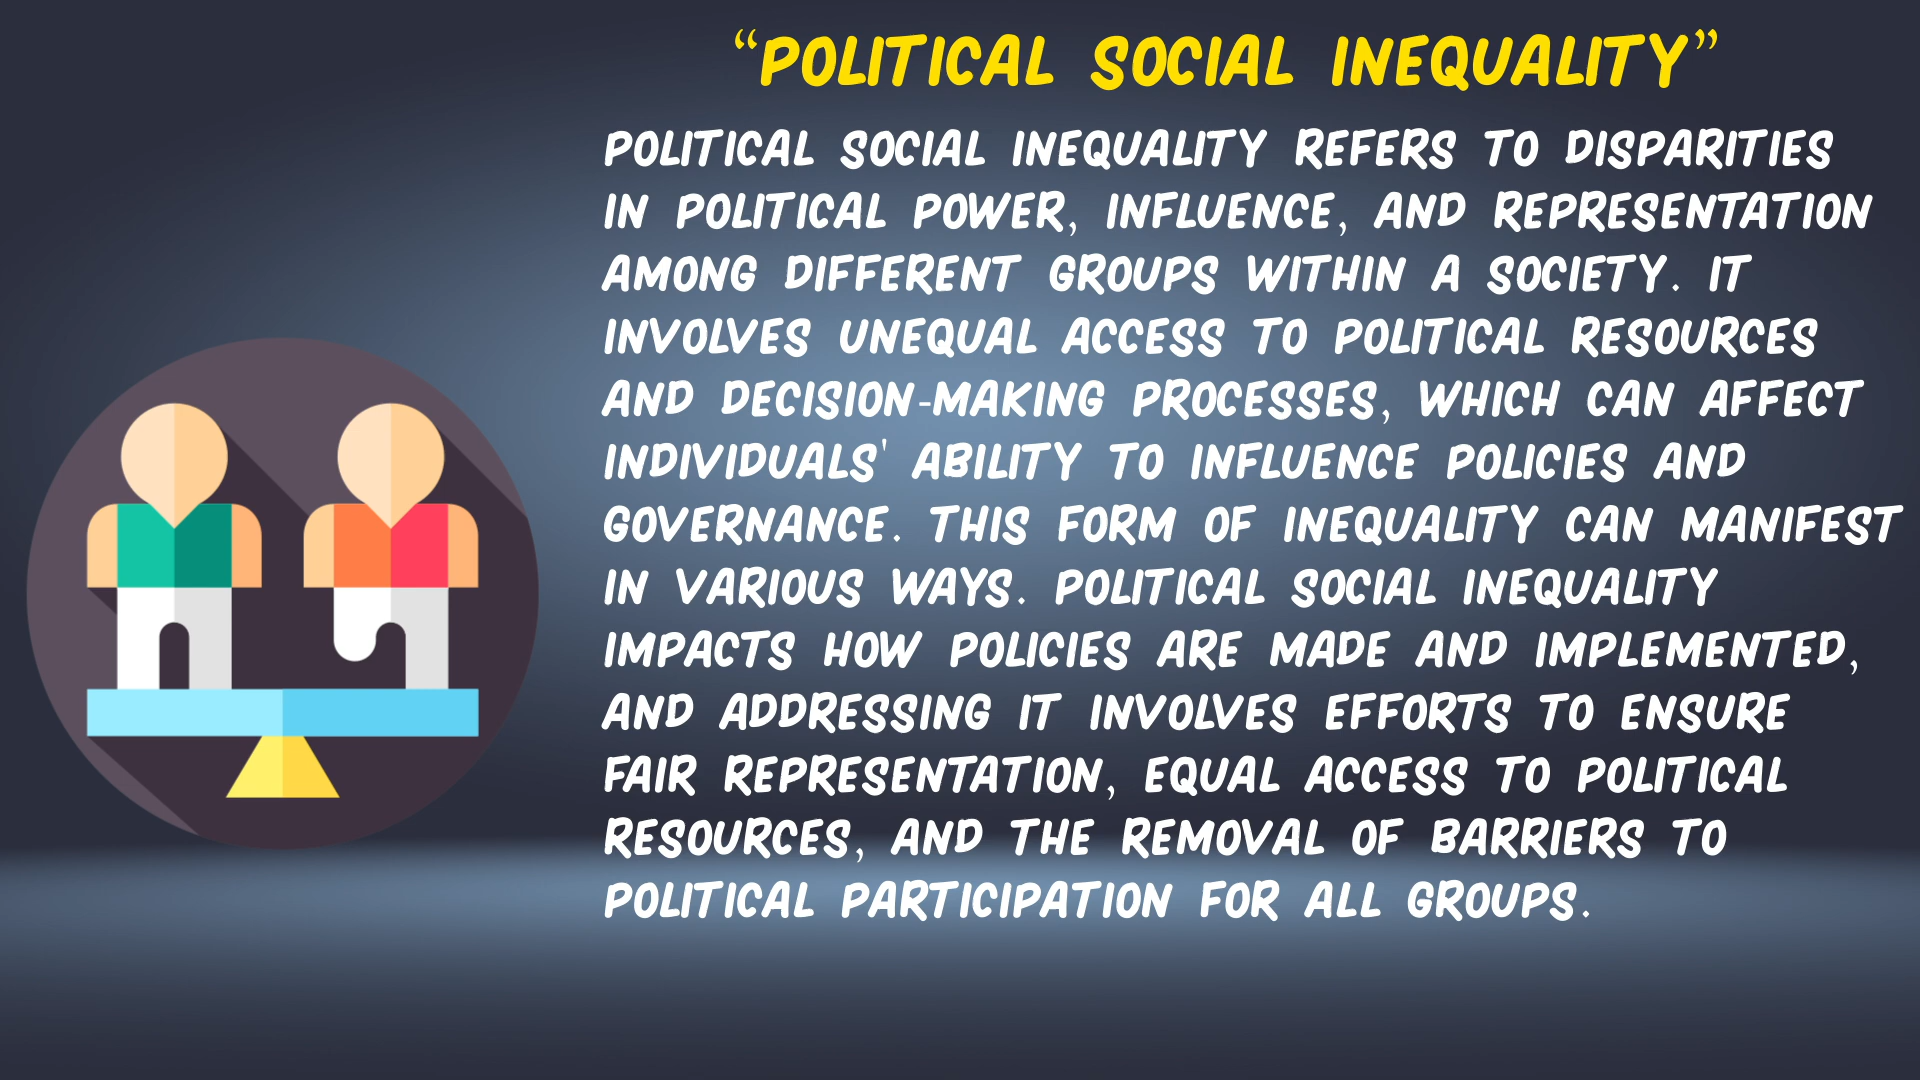 “POLITICAL SOCIAL INEQUALITY”
POLITICAL SOCIAL INEQUALITY REFERS TO DISPARITIES
IN POLITICAL POWER, INFLUENCE, AND REPRESENTATION
AMONG DIFFERENT GROUPS WITHIN A SOCIETY. IT
INVOLVES UNEQUAL ACCESS TO POLITICAL RESOURCES
AND DECISION-MAKING PROCESSES, WHICH CAN AFFECT
INDIVIDUALS' ABILITY TO INFLUENCE POLICIES AND
GOVERNANCE. THIS FORM OF INEQUALITY CAN MANIFEST
IN VARIOUS WAYS. POLITICAL SOCIAL INEQUALITY
IMPACTS HOW POLICIES ARE MADE AND IMPLEMENTED,
AND ADDRESSING IT INVOLVES EFFORTS TO ENSURE
FAIR REPRESENTATION, EQUAL ACCESS TO POLITICAL
RESOURCES, AND THE REMOVAL OF BARRIERS TO
POLITICAL PARTICIPATION FOR ALL GROUPS.